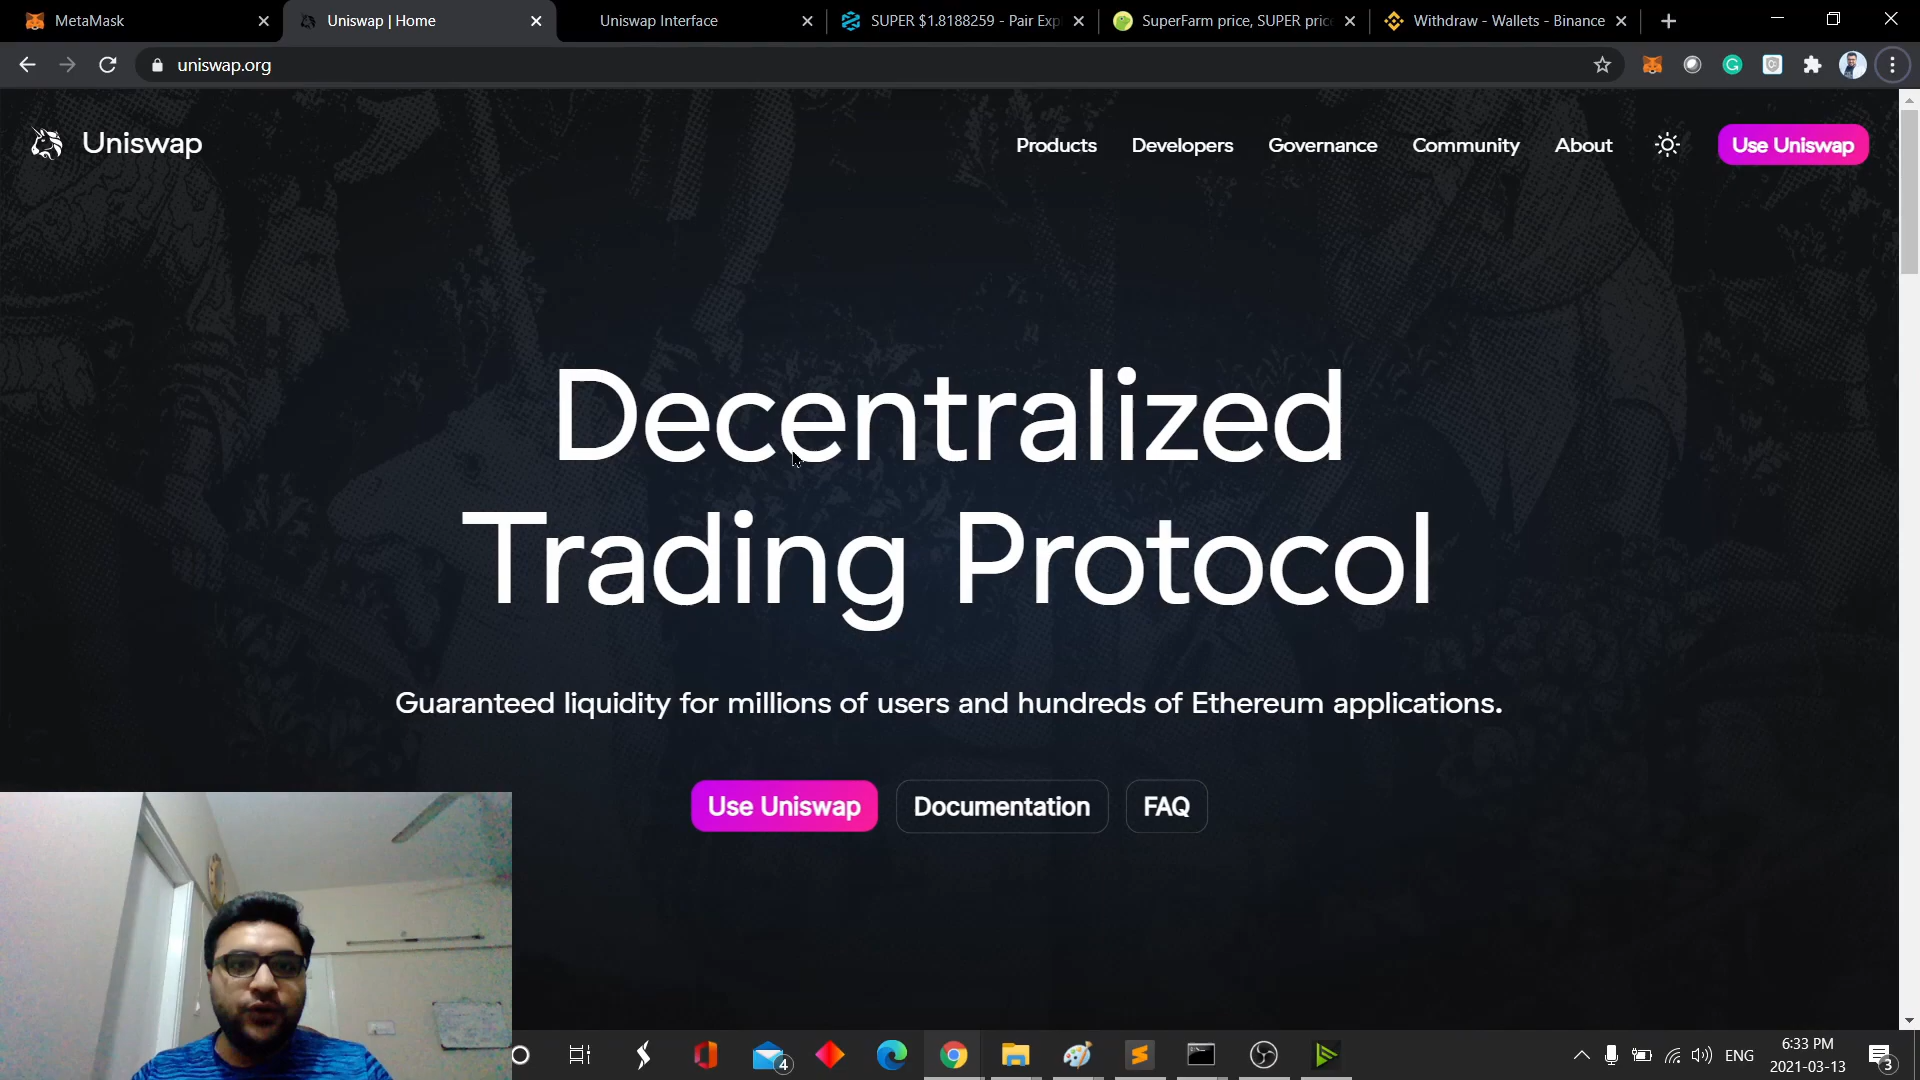 MetaMask
Uniswap | Home
Uniswap Interface
SUPER $1.8188259 - Pair Exp
SuperFarm price, SUPER price
Withdraw - Wallets - Binance
uniswap.org
Uniswap
Products
Developers
Governance
Community
About
Use Uniswap
Decentralized
Trading Protocol
Guaranteed liquidity for millions of users and hundreds of Ethereum applications.
Use Uniswap
Documentation
FAQ
4
ENG
6:33 PM
2021-03-13
3